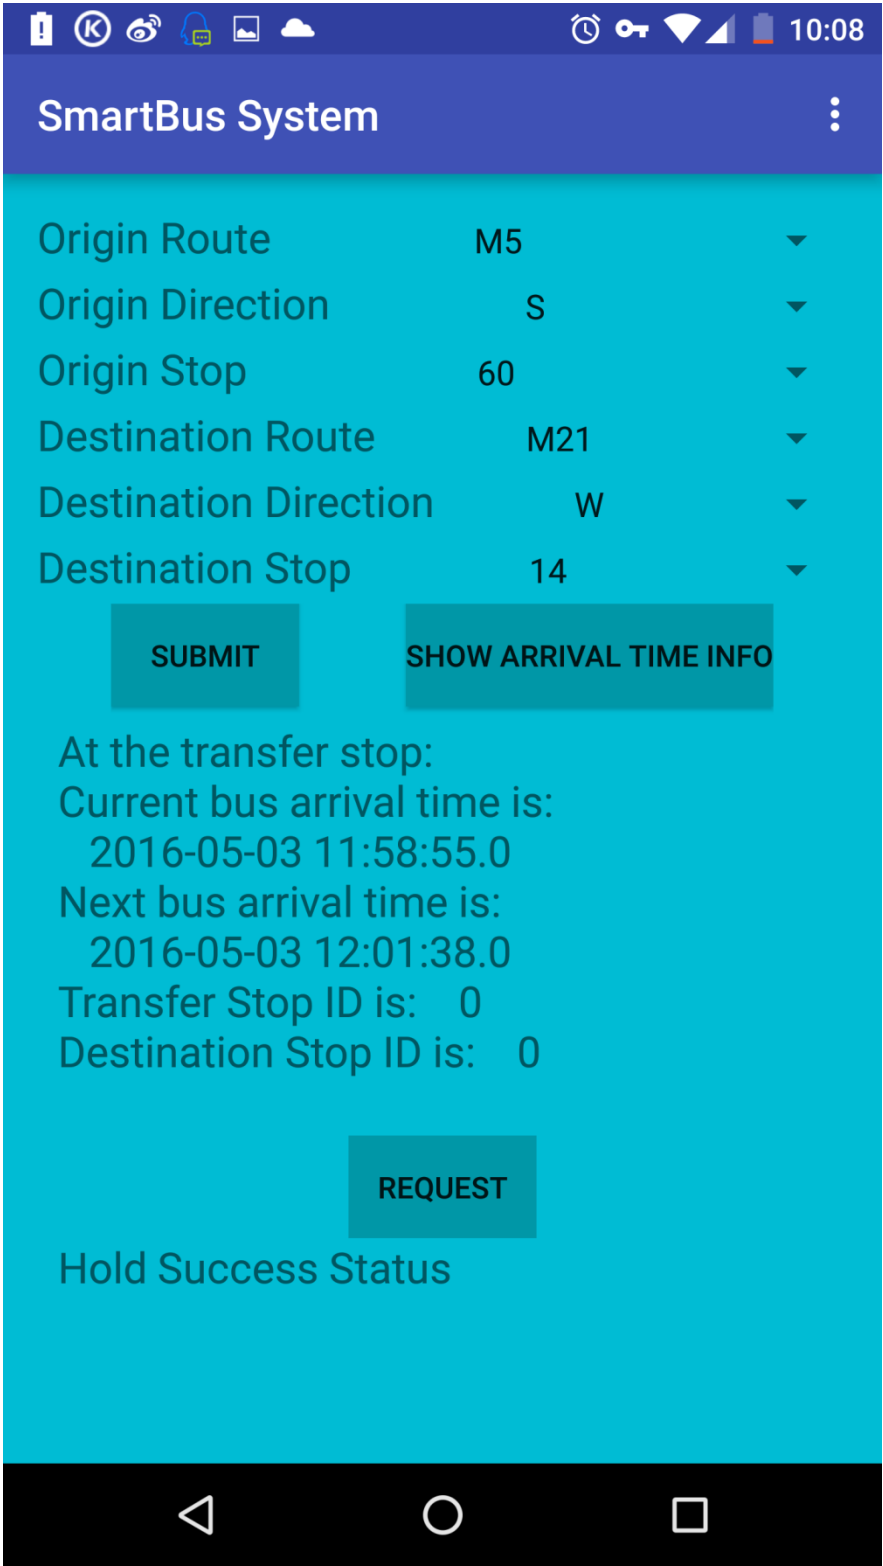 10:08
SmartBus System
Origin Route M5
Origin Direction S
Origin Stop 60
Destination Route M21
Destination Direction W
Destination Stop 14
SUBMIT SHOW ARRIVAL TIME INFO
At the transfer stop:
Current bus arrival time is:
2016-05-03 11:58:55.0
Next bus arrival time is:
2016-05-03 12:01:38.0
Transfer Stop ID is: 0
Destination Stop ID is: 0
REQUEST
Hold Success Status